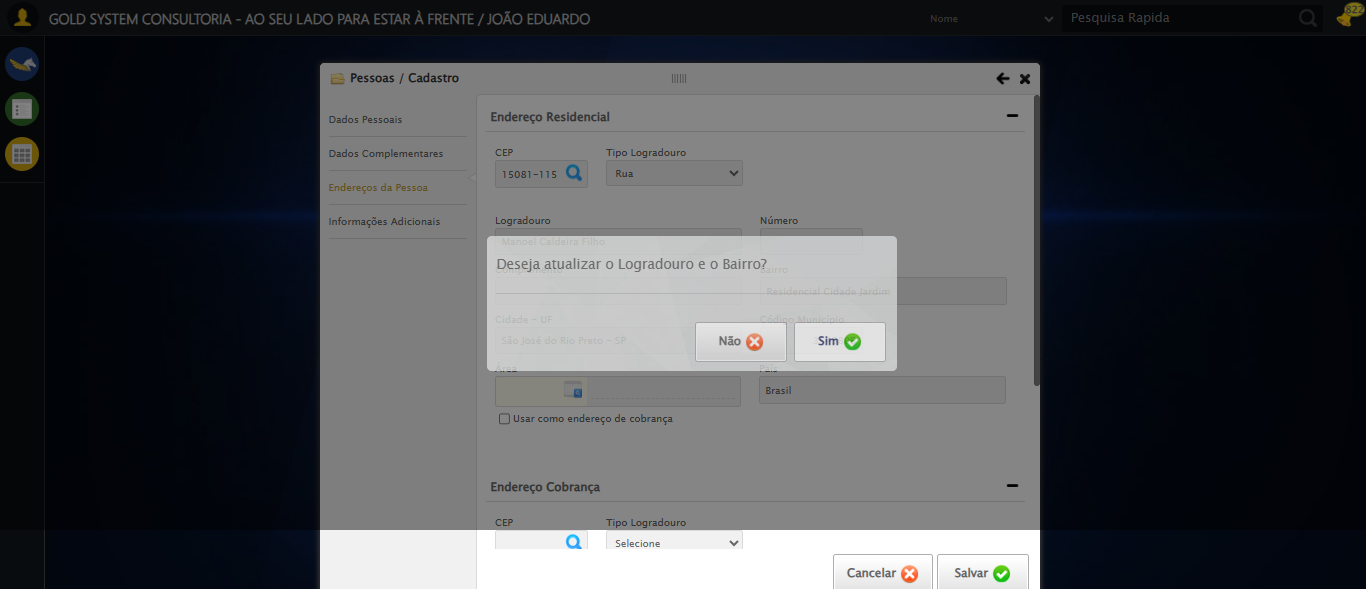 GOLD SYSTEM CONSULTORIA - AO SEU LADO PARA ESTAR À FRENTE / JOÃO EDUARDO
Nome
Pesquisa Rapida
822
Pessoas / Cadastro
Dados Pessoais
Dados Complementares
Endereços da Pessoa
Informações Adicionais
Endereço Residencial
CEP
Tipo Logradouro
15081-115
Rua
Logradouro
Número
Manoel Caldeira Filho
Deseja atualizar o Logradouro e o Bairro?
Bairro
Residencial Cidade Jardim
Cidade - UF
Código Município
São José do Rio Preto - SP
Não
Sim
Área
País
Brasil
Usar como endereço de cobrança
Endereço Cobrança
CEP
Tipo Logradouro
Selecione
Cancelar
Salvar